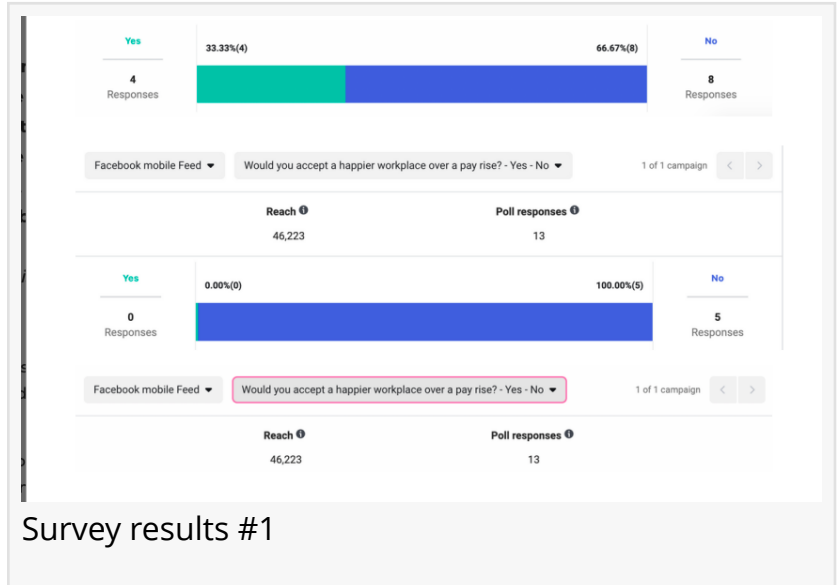 Yes 33.33%(4) 66.67%(8) No
4 8
Responses Responses
Facebook mobile Feed Would you accept a happier workplace over a pay rise? - Yes - No 1 of 1 campaign < >
Reach Poll responses
46,223 13
Yes 0.00%(0) 100.00%(5) No
0 5
Responses Responses
Facebook mobile Feed Would you accept a happier workplace over a pay rise? - Yes - No 1 of 1 campaign < >
Reach Poll responses
46,223 13
Survey results #1